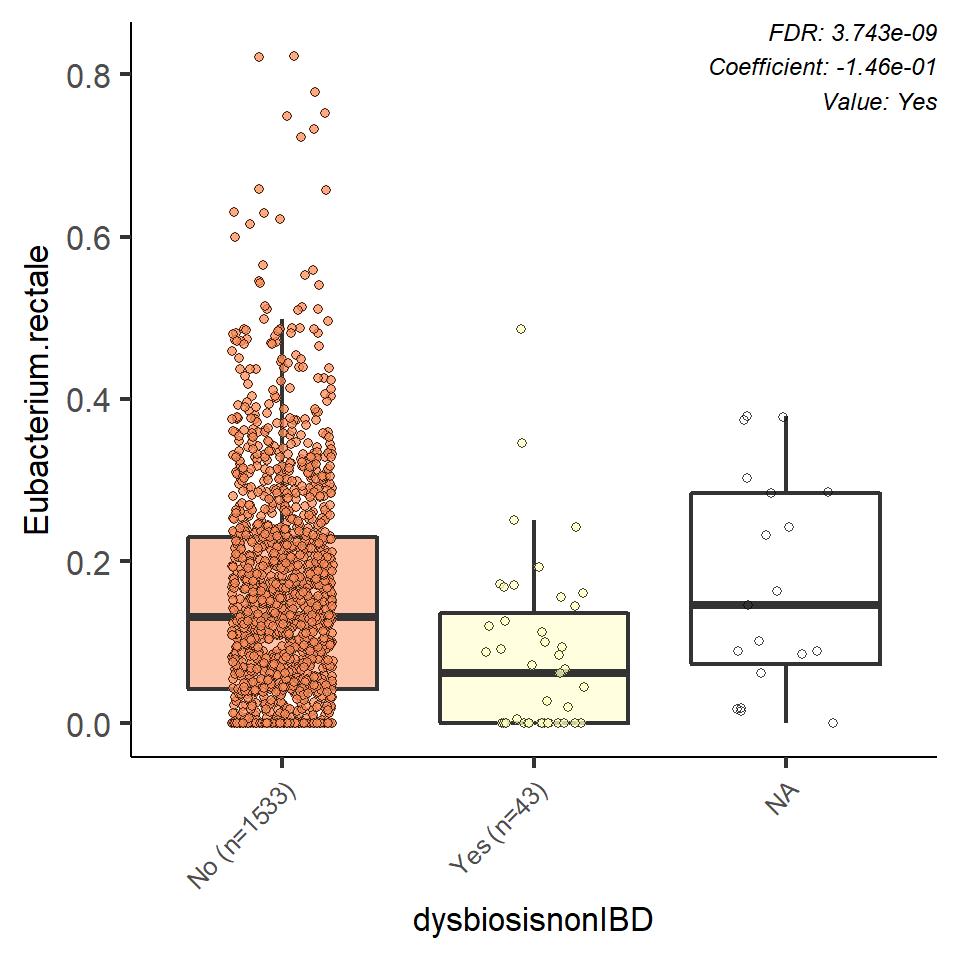 FDR: 3.743e-09
Coefficient: -1.46e-01
Value: Yes
Eubacterium.rectale
0.8
0.6
0.4
0.2
0.0
No (n=1533)
Yes (n=43)
NA
dysbiosisnonIBD